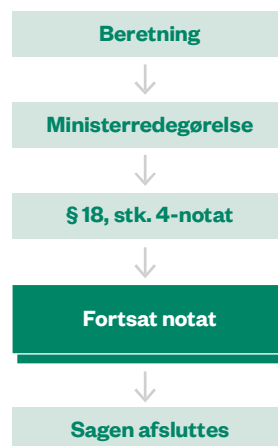 Beretning
Ministerredegørelse
§ 18, stk. 4-notat
Fortsat notat
Sagen afsluttes